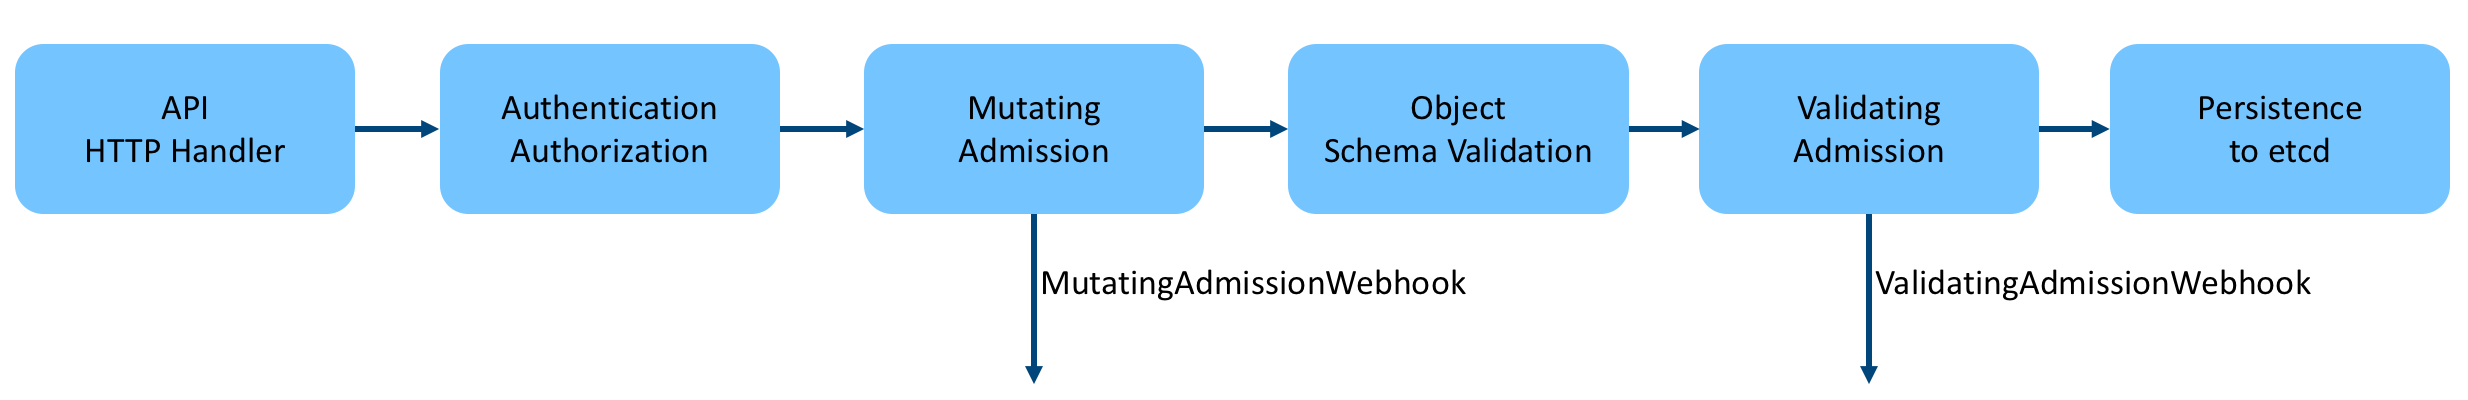 API
HTTP Handler
Authentication
Authorization
Mutating
Admission
Object
Schema Validation
Validating
Admission
Persistence
to etcd
MutatingAdmissionWebhook
ValidatingAdmissionWebhook